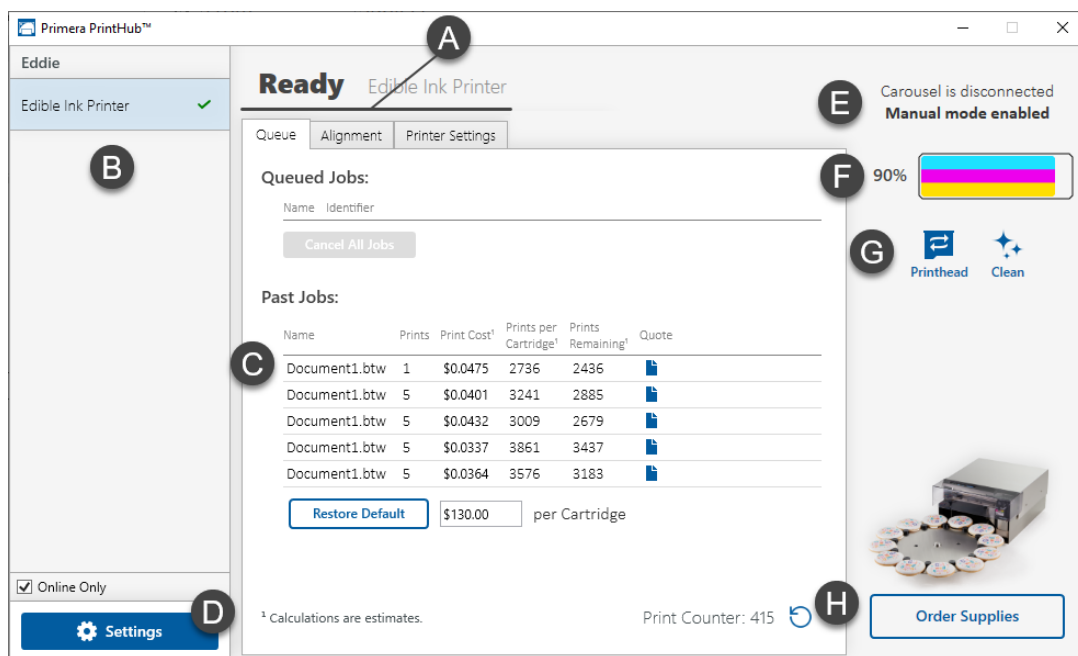 Primera PrintHub™
A
Eddie
Edible Ink Printer
B
Ready Edible Ink Printer
E
Carousel is disconnected
Manual mode enabled
Queue Alignment Printer Settings
F
90%
Queued Jobs:
Name Identifier
Cancel All Jobs
G
Printhead Clean
Past Jobs:
Name Prints Print Cost¹ Prints per Cartridge¹ Prints Remaining¹ Quote
C
Document1.btw 1 $0.0475 2736 2436
Document1.btw 5 $0.0401 3241 2885
Document1.btw 5 $0.0432 3009 2679
Document1.btw 5 $0.0337 3861 3437
Document1.btw 5 $0.0364 3576 3183
Restore Default $130.00 per Cartridge
Online Only
D
Settings
¹ Calculations are estimates.
Print Counter: 415
H
Order Supplies